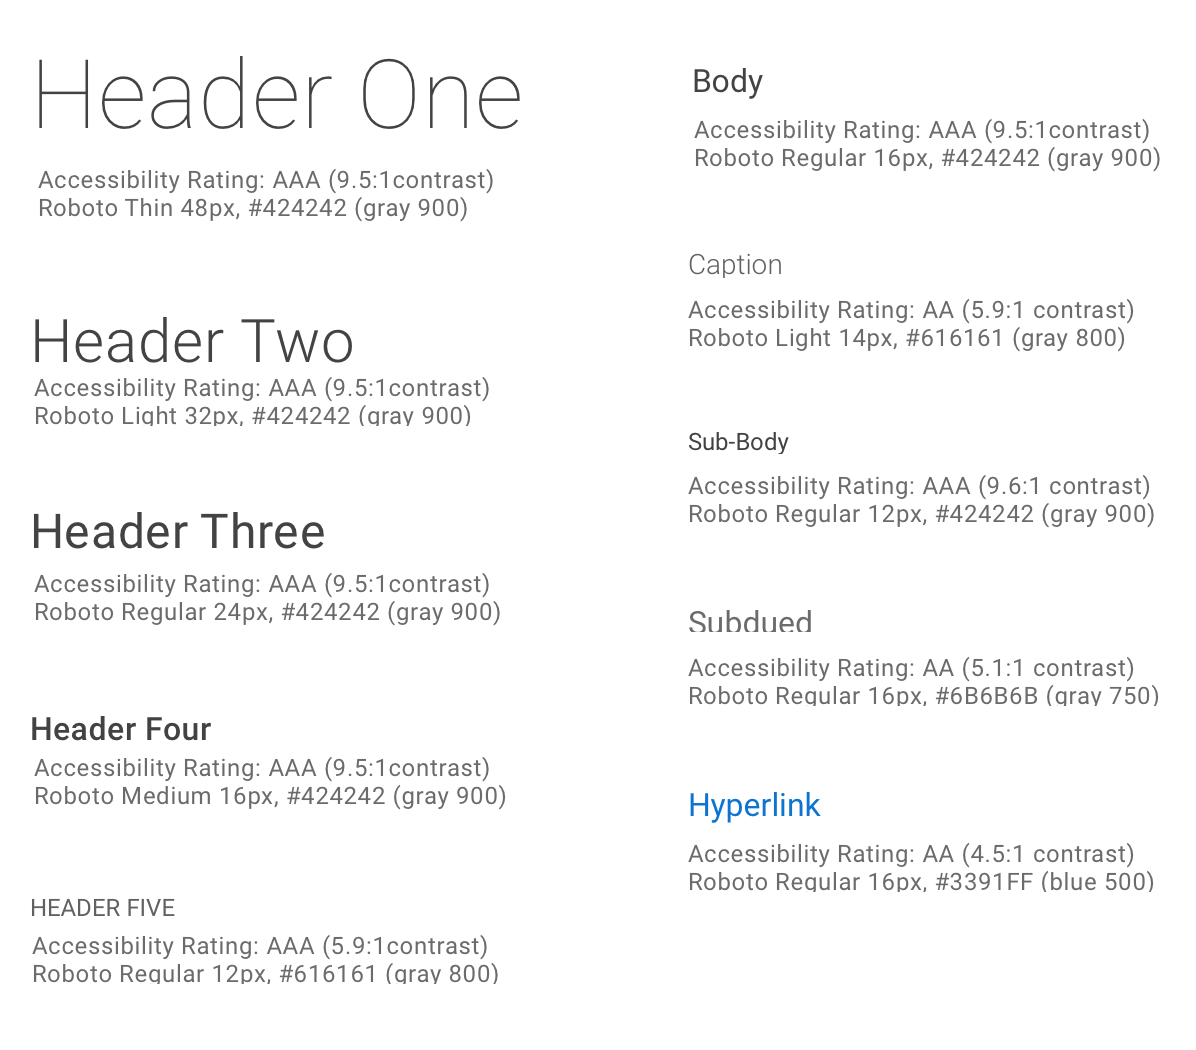 Header One
Accessibility Rating: AAA (9.5:1contrast)
Roboto Thin 48px, #424242 (gray 900)
Header Two
Accessibility Rating: AAA (9.5:1contrast)
Roboto Light 32px, #424242 (gray 900)
Header Three
Accessibility Rating: AAA (9.5:1contrast)
Roboto Regular 24px, #424242 (gray 900)
Header Four
Accessibility Rating: AAA (9.5:1contrast)
Roboto Medium 16px, #424242 (gray 900)
HEADER FIVE
Accessibility Rating: AAA (5.9:1contrast)
Roboto Regular 12px, #616161 (gray 800)
Body
Accessibility Rating: AAA (9.5:1contrast)
Roboto Regular 16px, #424242 (gray 900)
Caption
Accessibility Rating: AA (5.9:1 contrast)
Roboto Light 14px, #616161 (gray 800)
Sub-Body
Accessibility Rating: AAA (9.6:1 contrast)
Roboto Regular 12px, #424242 (gray 900)
Subdued
Accessibility Rating: AA (5.1:1 contrast)
Roboto Regular 16px, #6B6B6B (gray 750)
Hyperlink
Accessibility Rating: AA (4.5:1 contrast)
Roboto Regular 16px, #3391FF (blue 500)